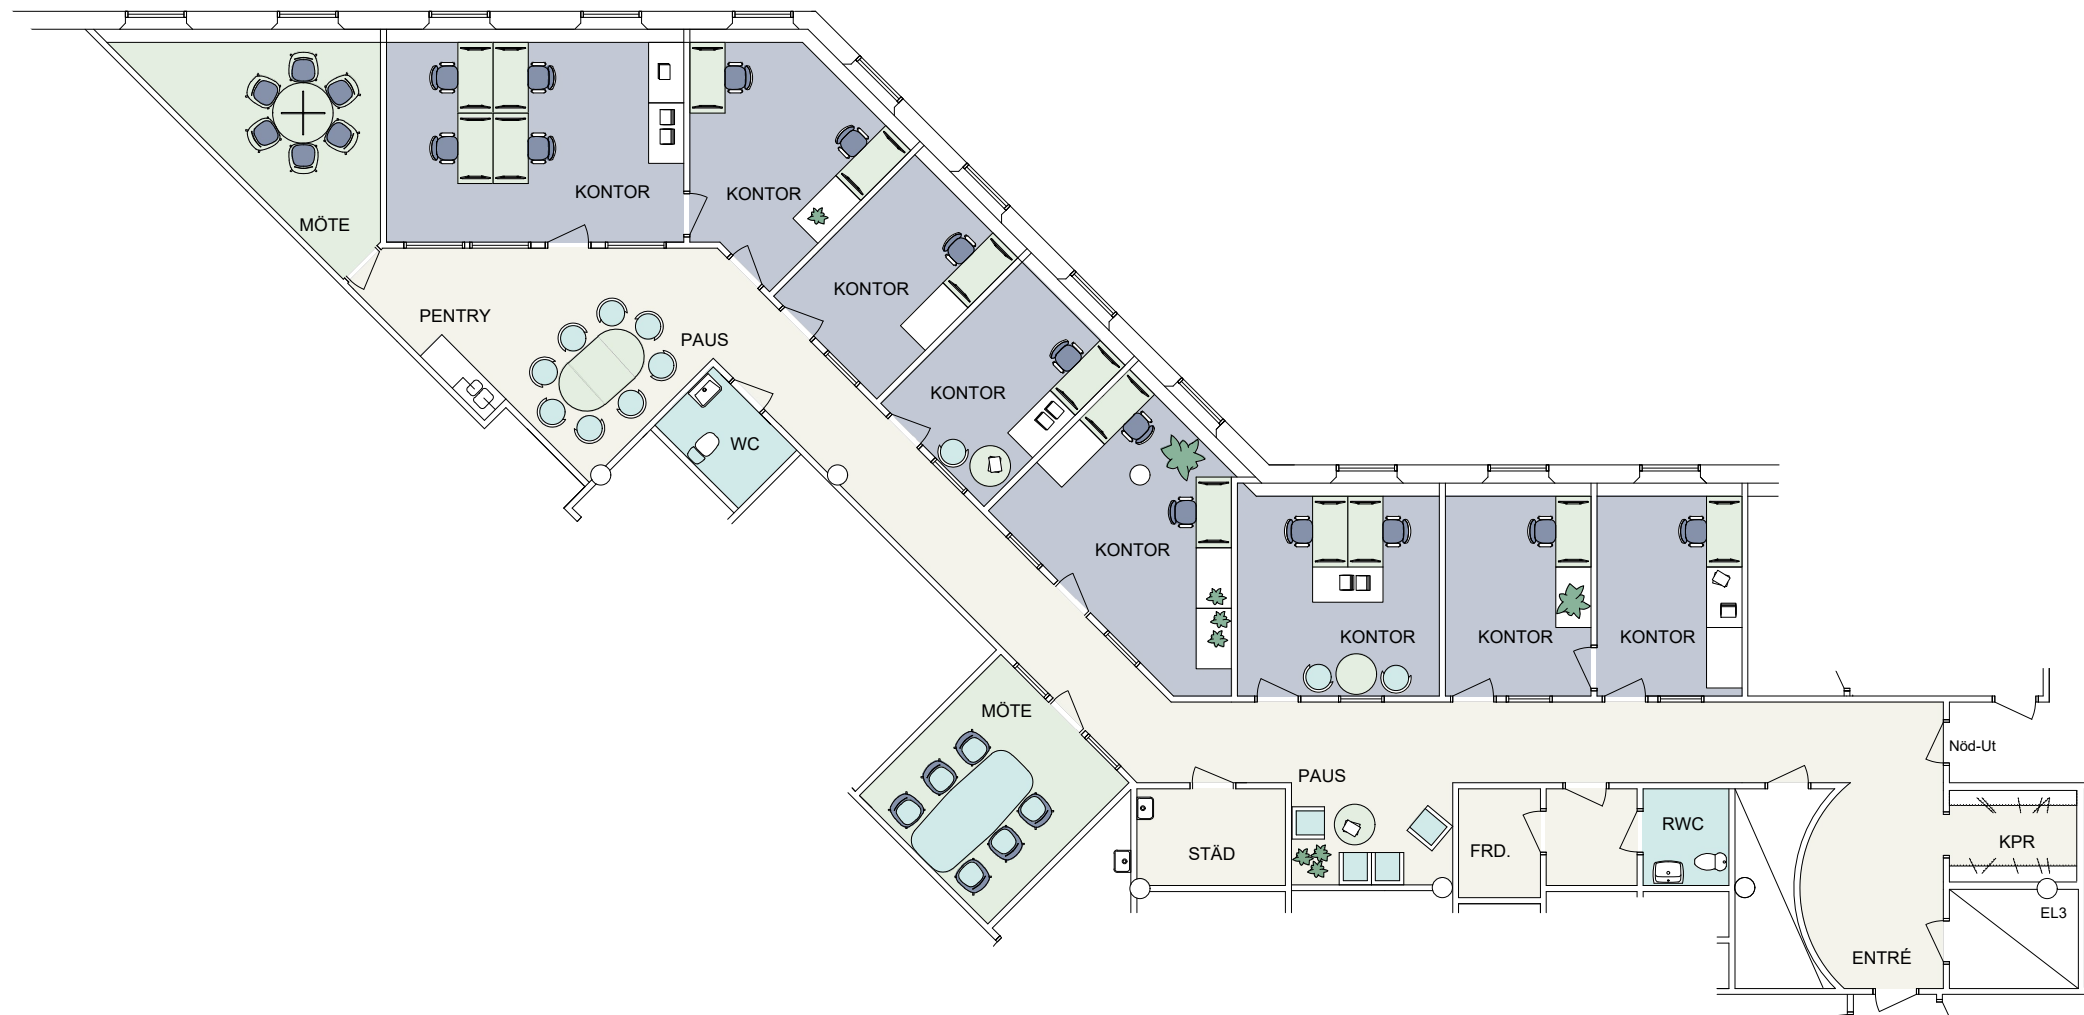 KONTOR
KONTOR
MÖTE
KONTOR
PENTRY
PAUS
KONTOR
WC
KONTOR
KONTOR
KONTOR
KONTOR
MÖTE
Nöd-Ut
PAUS
RWC
KPR
FRD.
STÄD
EL3
ENTRÉ